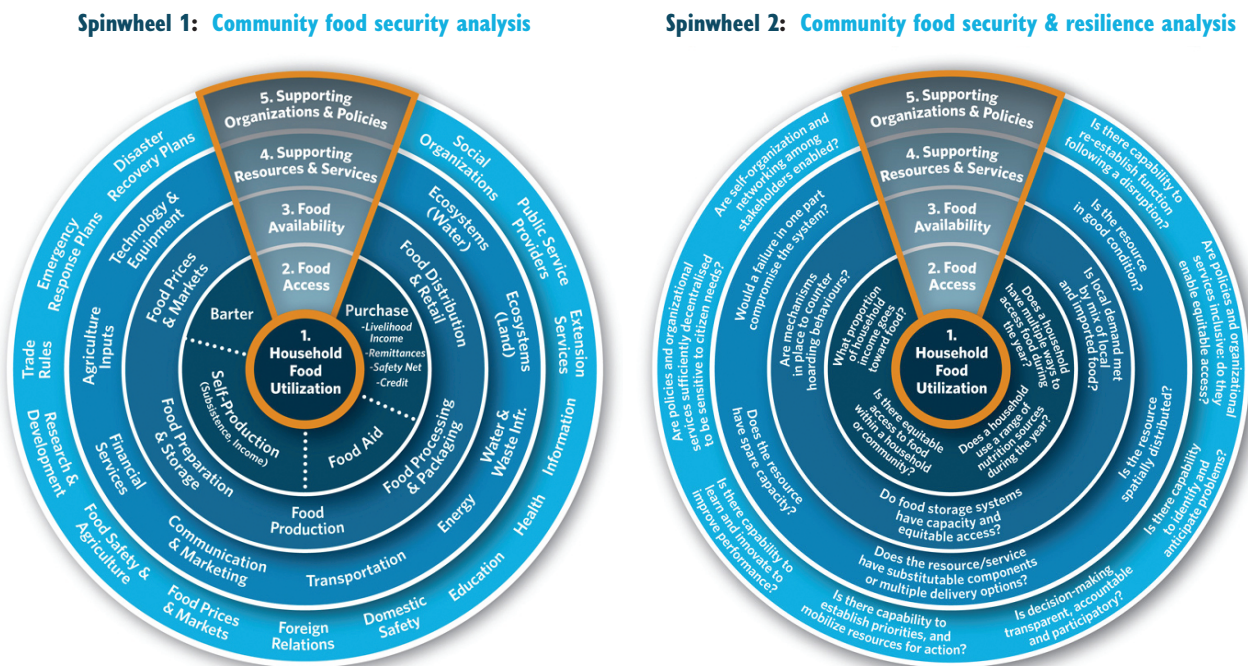 Spinwheel 1: Community food security analysis
5. Supporting
Organizations & Policies
4. Supporting
Resources & Services
3. Food
Availability
2. Food
Access
1.
Household
Food
Utilization
Purchase
-Livelihood
Income
-Remittances
-Safety Net
-Credit
Food Aid
Self-Production
(Subsistence, Income)
Barter
Food Distribution
& Retail
Food Processing
& Packaging
Food
Production
Food Preparation
& Storage
Food Prices
& Markets
Ecosystems
(Water)
Ecosystems
(Land)
Water &
Waste Infr.
Energy
Transportation
Communication
& Marketing
Financial
Services
Agriculture
Inputs
Technology &
Equipment
Social
Organizations
Public Service
Providers
Extension
Services
Information
Health
Education
Domestic
Safety
Foreign
Relations
Food Prices
& Markets
Food Safety &
Agriculture
Research &
Development
Trade
Rules
Emergency
Response Plans
Disaster
Recovery Plans
Spinwheel 2: Community food security & resilience analysis
5. Supporting
Organizations & Policies
4. Supporting
Resources & Services
3. Food
Availability
2. Food
Access
1.
Household
Food
Utilization
Does a household
have multiple ways to
access food during
the year?
Does a household
use a range of
nutrition sources
during the year?
Is there equitable
access to food
within a household
or community?
What proportion
of household
income goes
toward food?
Is local demand met
by mix of local
and imported food?
Do food storage systems
have capacity and
equitable access?
Are mechanisms
in place to counter
hoarding behaviours?
Is the resource
in good condition?
Is the resource
spatially distributed?
Does the resource/service
have substitutable components
or multiple delivery options?
Does the resource
have spare capacity?
Would a failure in one part
compromise the system?
Is there capability to
re-establish function
following a disruption?
Are policies and organizational
services inclusive: do they
enable equitable access?
Is there capability
to identify and
anticipate problems?
Is decision-making
transparent, accountable
and participatory?
Is there capability to
establish priorities, and
mobilize resources for action?
Is there capability to
learn and innovate to
improve performance?
Are policies and organizational
services sufficiently decentralised
to be sensitive to citizen needs?
Are self-organization and
networking among
stakeholders enabled?